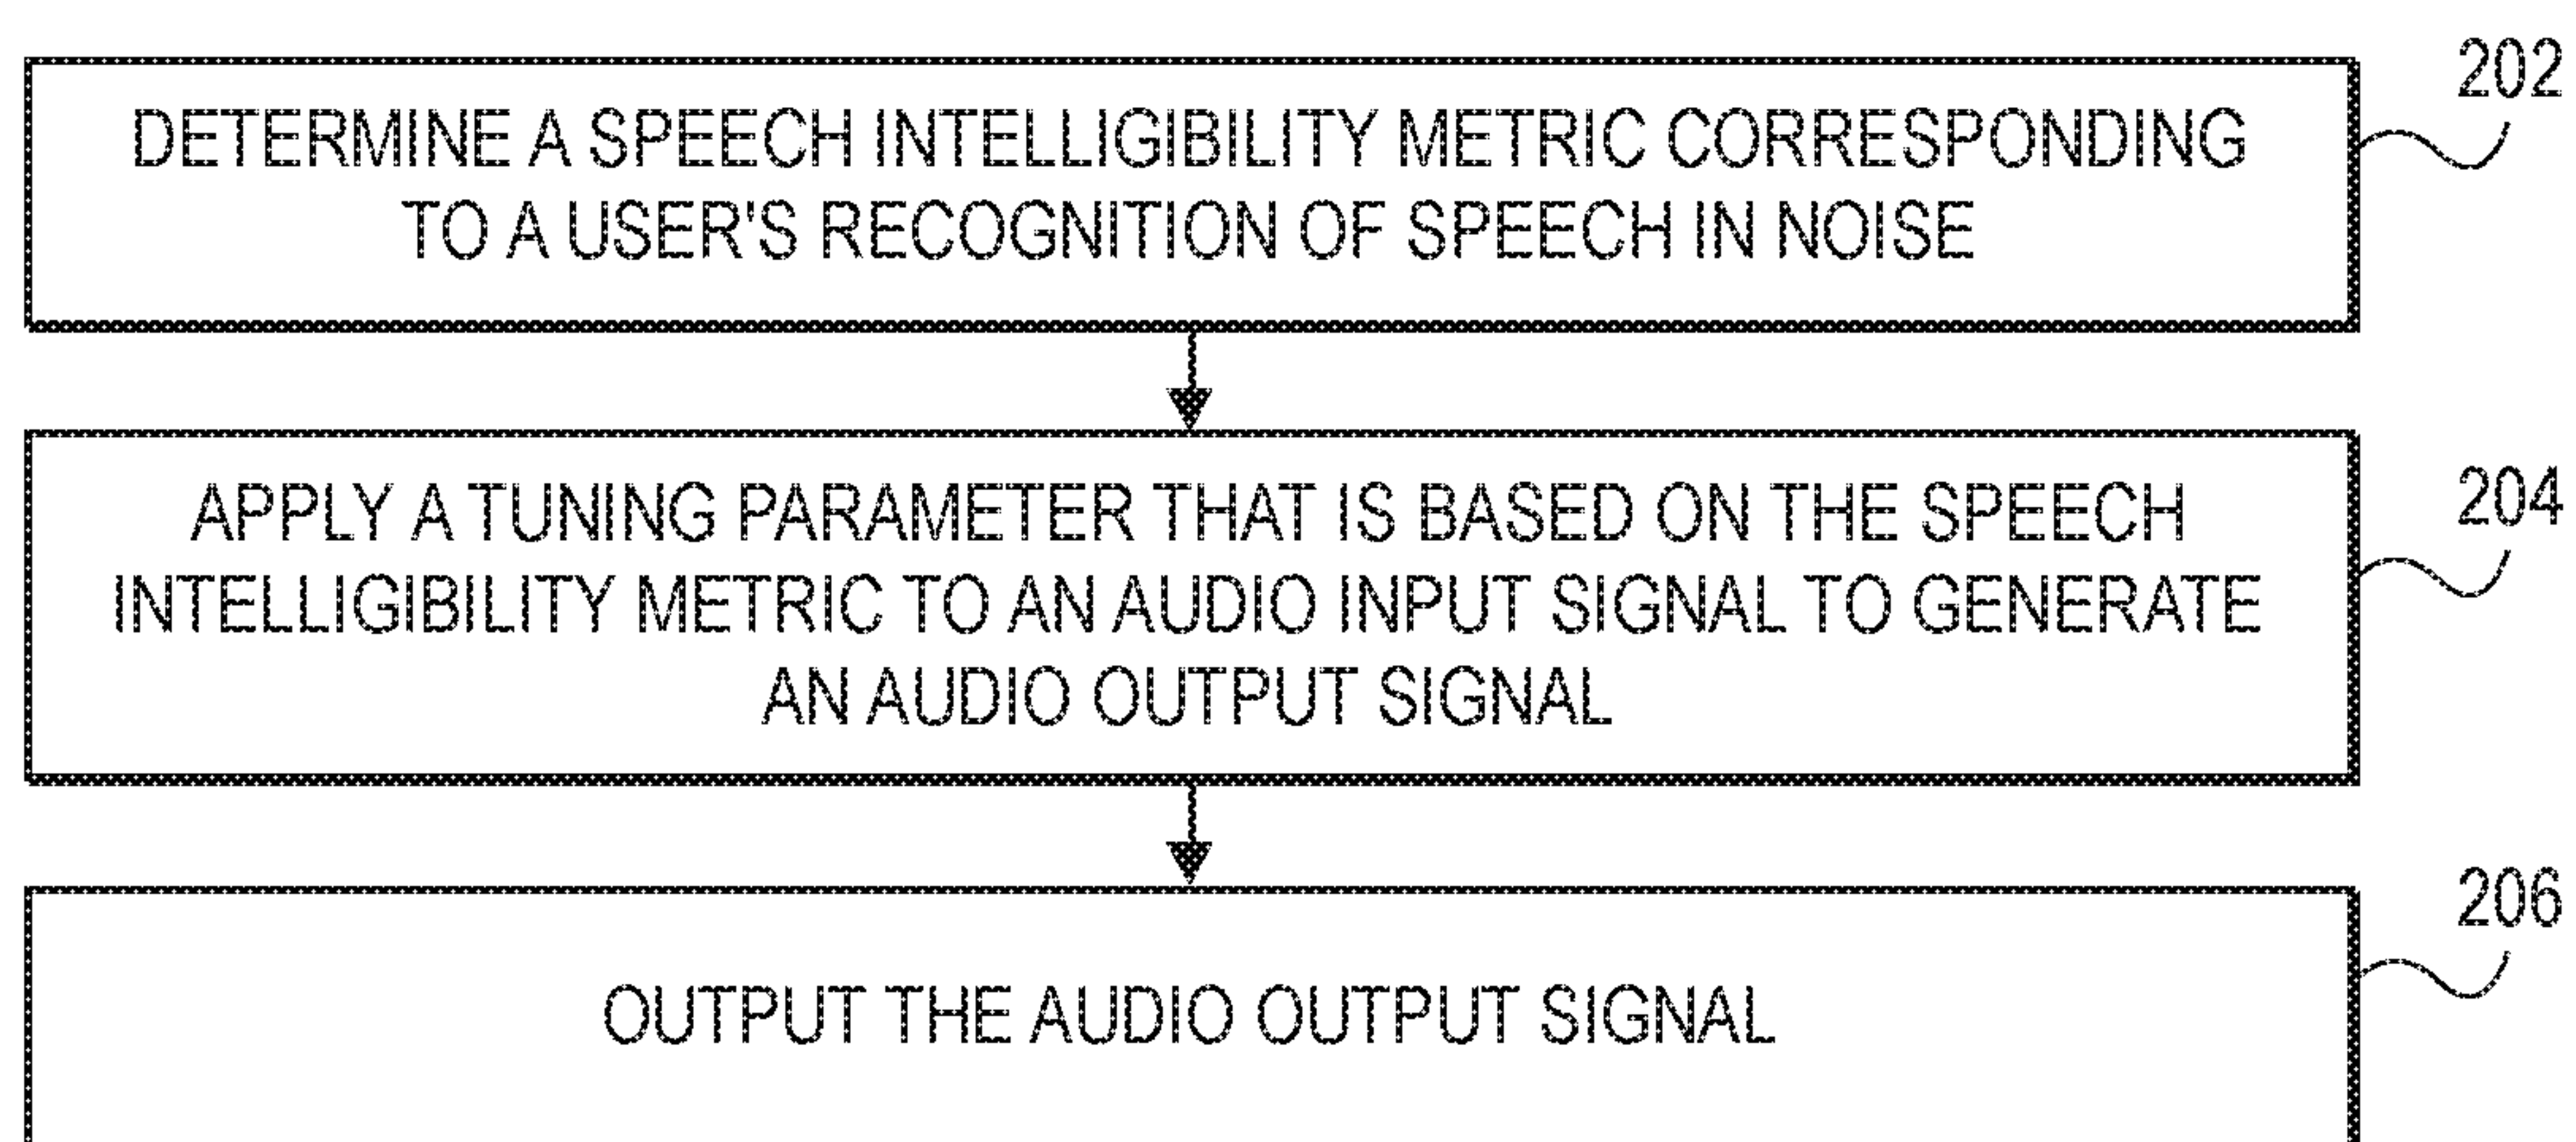 202
DETERMINE A SPEECH INTELLIGIBILITY METRIC CORRESPONDING
TO A USER'S RECOGNITION OF SPEECH IN NOISE
204
APPLY A TUNING PARAMETER THAT IS BASED ON THE SPEECH
INTELLIGIBILITY METRIC TO AN AUDIO INPUT SIGNAL TO GENERATE
AN AUDIO OUTPUT SIGNAL
206
OUTPUT THE AUDIO OUTPUT SIGNAL